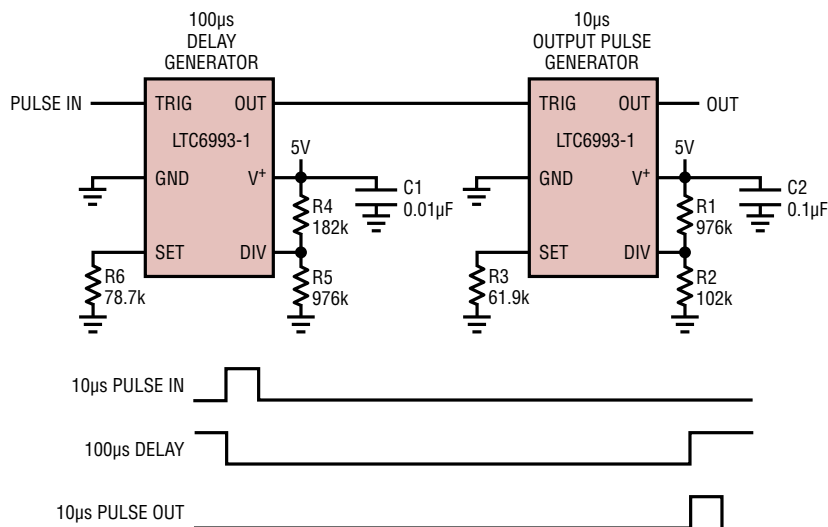 100µs
DELAY
GENERATOR
10µs
OUTPUT PULSE
GENERATOR
PULSE IN
TRIG OUT
LTC6993-1
GND V+
SET DIV
5V
C1
0.01µF
R4
182k
R5
976k
R6
78.7k
TRIG OUT
OUT
LTC6993-1
GND V+
SET DIV
5V
C2
0.1µF
R1
976k
R2
102k
R3
61.9k
10µs PULSE IN
100µs DELAY
10µs PULSE OUT